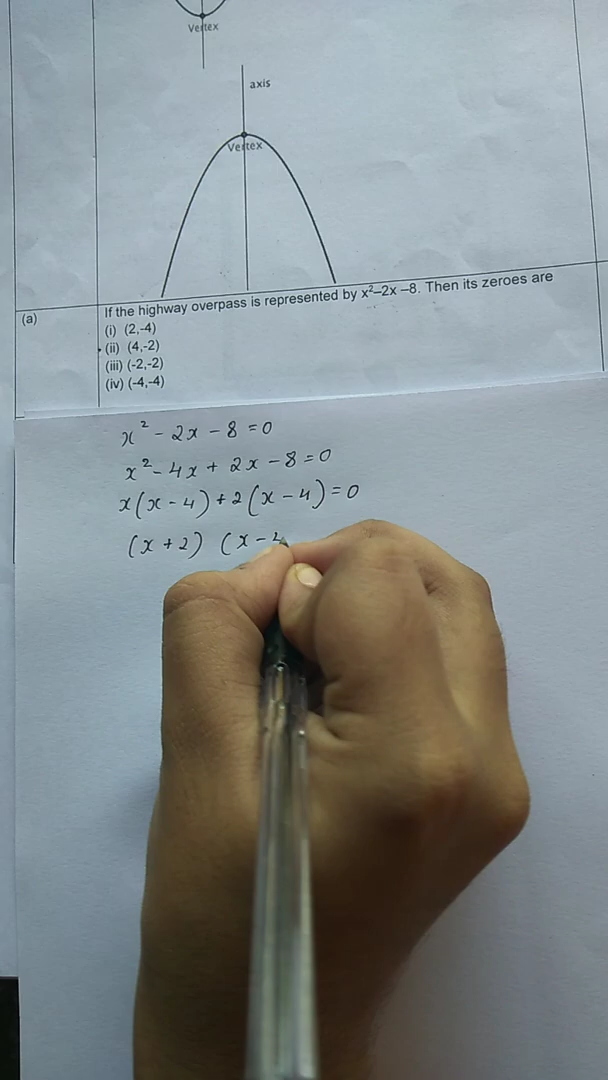 Vertex
axis
Vertex
(a)
If the highway overpass is represented by x²–2x –8. Then its zeroes are
(i) (2,-4)
(ii) (4,-2)
(iii) (-2,-2)
(iv) (-4,-4)
x² - 2x - 8 = 0
x² - 4x + 2x - 8 = 0
x(x - 4) + 2(x - 4) = 0
(x + 2) (x -